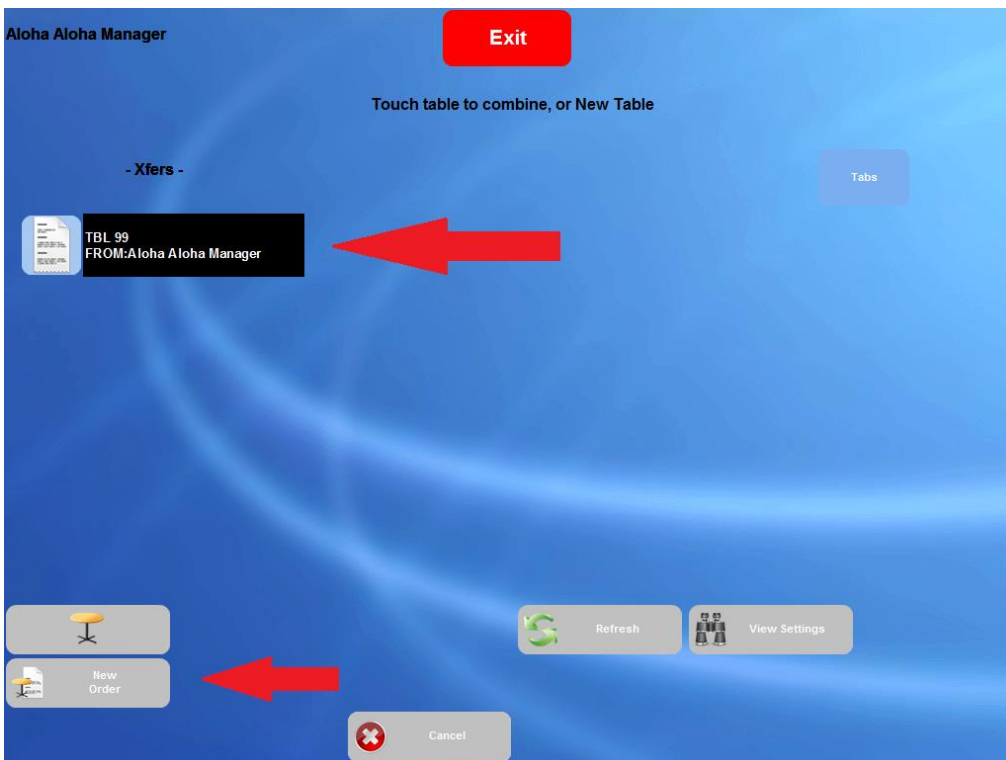 Aloha Aloha Manager
Exit
Touch table to combine, or New Table
- Xfers -
Tabs
TBL 99
FROM:Aloha Aloha Manager
Refresh
View Settings
New
Order
Cancel